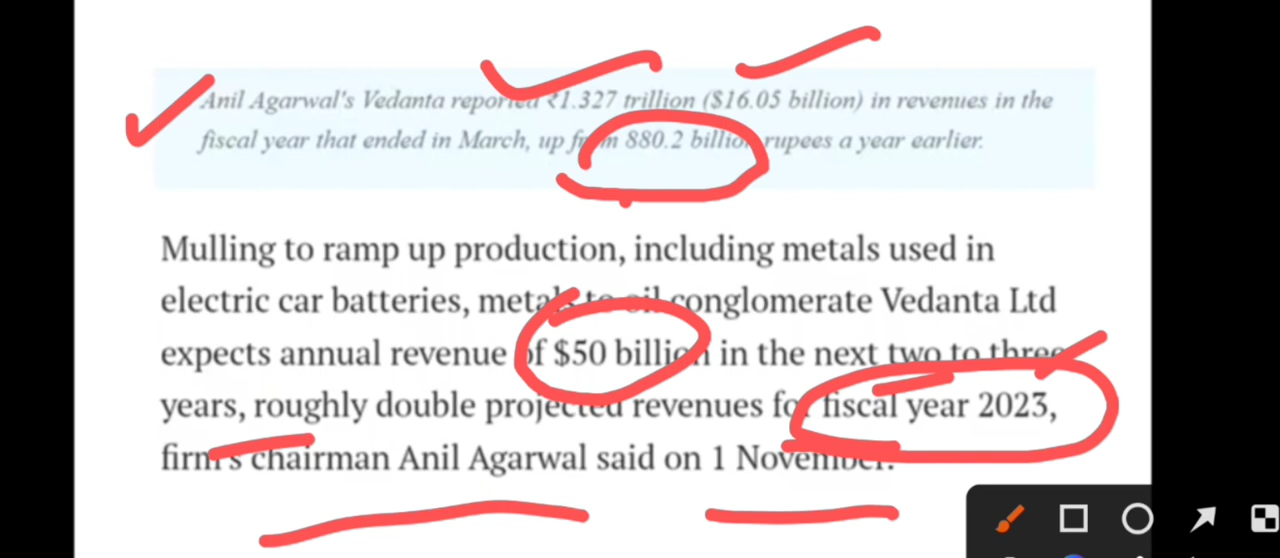 Anil Agarwal's Vedanta reported ₹1.327 trillion ($16.05 billion) in revenues in the
fiscal year that ended in March, up from 880.2 billion rupees a year earlier.
Mulling to ramp up production, including metals used in
electric car batteries, metals to oil conglomerate Vedanta Ltd
expects annual revenue of $50 billion in the next two to three
years, roughly double projected revenues for fiscal year 2023,
firm's chairman Anil Agarwal said on 1 November.